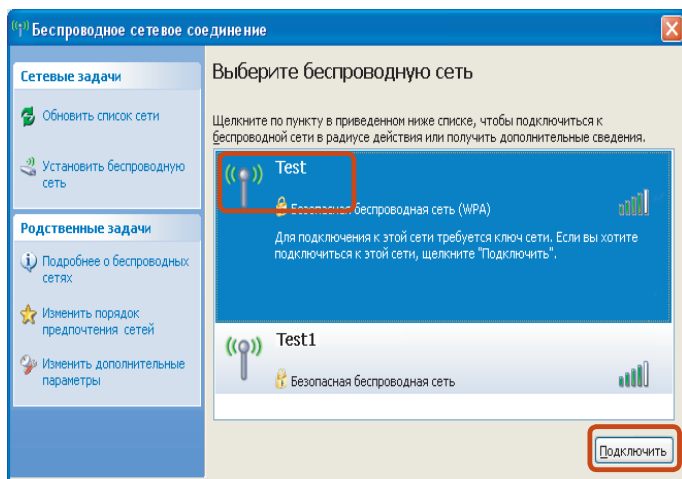 Беспроводное сетевое соединение
Сетевые задачи
Обновить список сети
Установить беспроводную
сеть
Родственные задачи
Подробнее о беспроводных
сетях
Изменить порядок
предпочтения сетей
Изменить дополнительные
параметры
Выберите беспроводную сеть
Щелкните по пункту в приведенном ниже списке, чтобы подключиться к
беспроводной сети в радиусе действия или получить дополнительные сведения.
Test
Безопасная беспроводная сеть (WPA)
Для подключения к этой сети требуется ключ сети. Если вы хотите
подключиться к этой сети, щелкните "Подключить".
Test1
Безопасная беспроводная сеть
Подключить